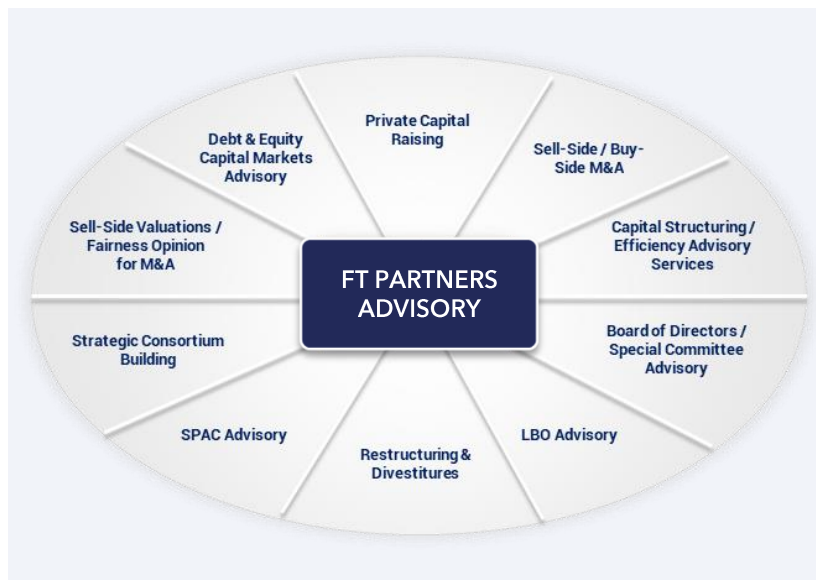 Private Capital
Raising
Debt & Equity
Capital Markets
Advisory
Sell-Side / Buy-
Side M&A
Sell-Side Valuations /
Fairness Opinion
for M&A
Capital Structuring /
Efficiency Advisory
Services
FT PARTNERS
ADVISORY
Strategic Consortium
Building
Board of Directors /
Special Committee
Advisory
SPAC Advisory
LBO Advisory
Restructuring &
Divestitures